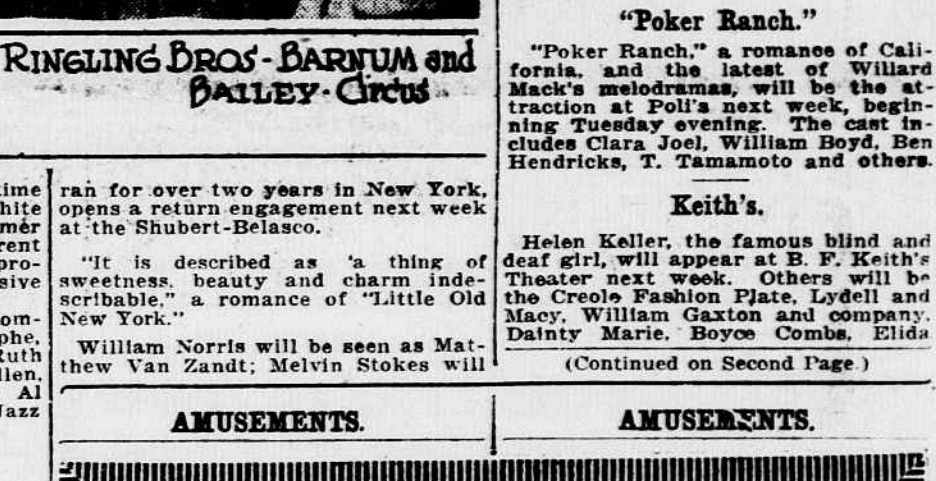 RINGLING BROS - BARNUM and
BAILEY - Circus
ime
hite
mer
rent
pro-
sive
om-
phe,
Ruth
llen,
Al
Jazz
ran for over two years in New York,
opens a return engagement next week
at the Shubert-Belasco.
"It is described as 'a thing of
sweetness, beauty and charm inde-
scribable," a romance of "Little Old
New York."
William Norris will be seen as Mat-
thew Van Zandt; Melvin Stokes will
"Poker Ranch."
"Poker Ranch," a romance of Cali-
fornia, and the latest of Willard
Mack's melodramas, will be the at-
traction at Poli's next week, begin-
ning Tuesday evening. The cast in-
cludes Clara Joel, William Boyd, Ben
Hendricks, T. Tamamoto and others.
Keith's.
Helen Keller, the famous blind and
deaf girl, will appear at B. F. Keith's
Theater next week. Others will be
the Creole Fashion Plate, Lydell and
Macy, William Gaxton and company,
Dainty Marie, Boyce Combs, Elida
(Continued on Second Page.)
AMUSEMENTS.
AMUSEMENTS.